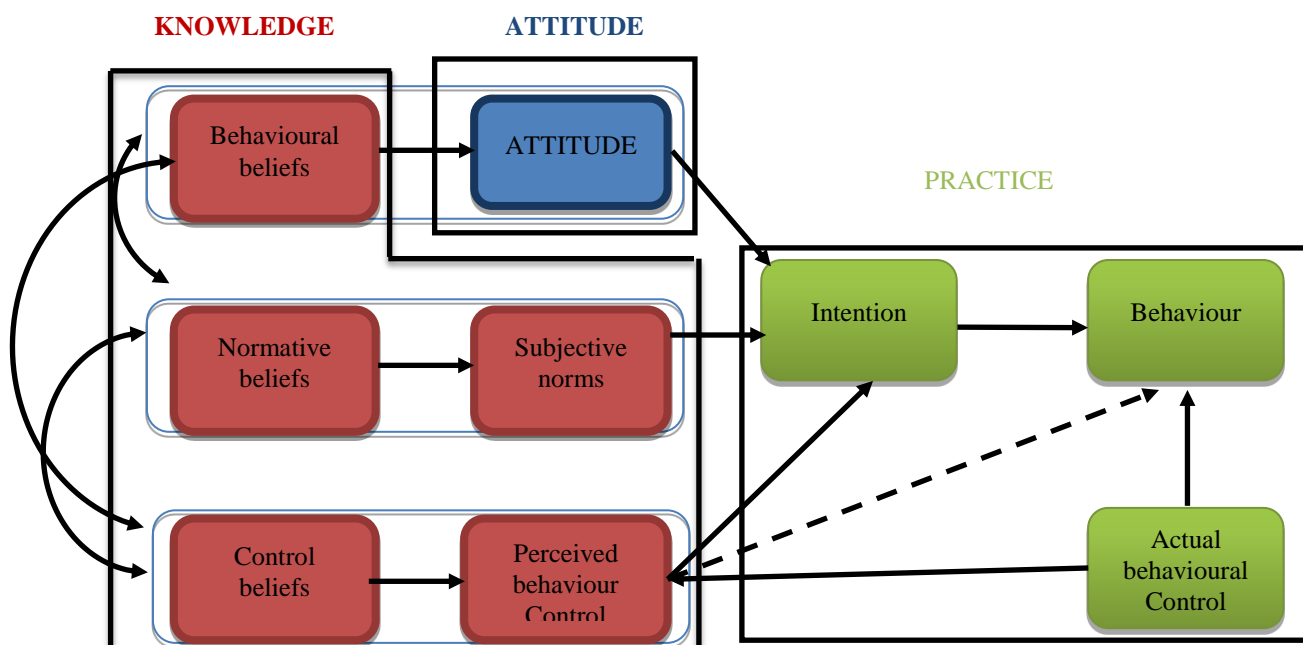 KNOWLEDGE
ATTITUDE
Behavioural
beliefs
ATTITUDE
PRACTICE
Normative
beliefs
Subjective
norms
Intention
Behaviour
Control
beliefs
Perceived
behaviour
Control
Actual
behavioural
Control